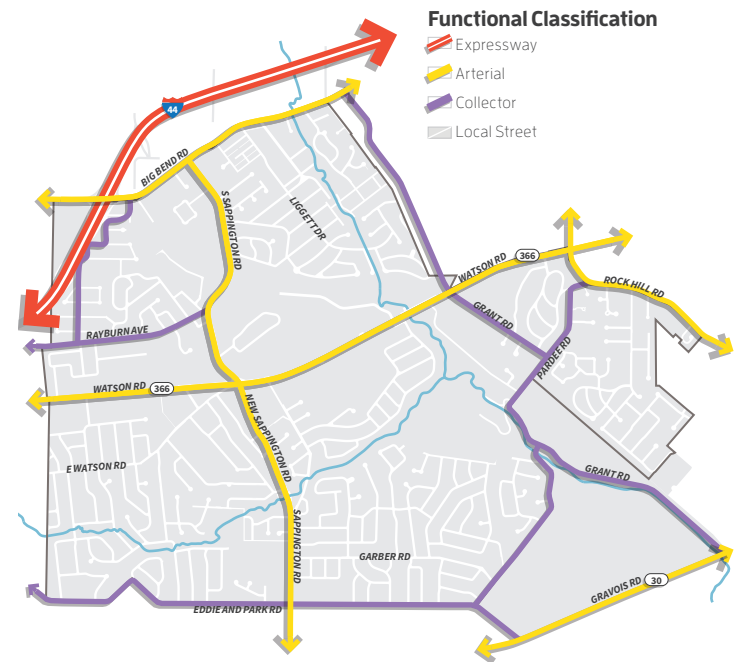 Functional Classification
Expressway
Arterial
Collector
Local Street
44
BIG BEND RD
S SAPPINGTON RD
LIGGETT DR
WATSON RD
366
ROCK HILL RD
GRANT RD
RAYBURN AVE
PARDEE RD
WATSON RD
366
NEW SAPPINGTON RD
E WATSON RD
GRANT RD
SAPPINGTON RD
GARBER RD
GRAVOIS RD
30
EDDIE AND PARK RD